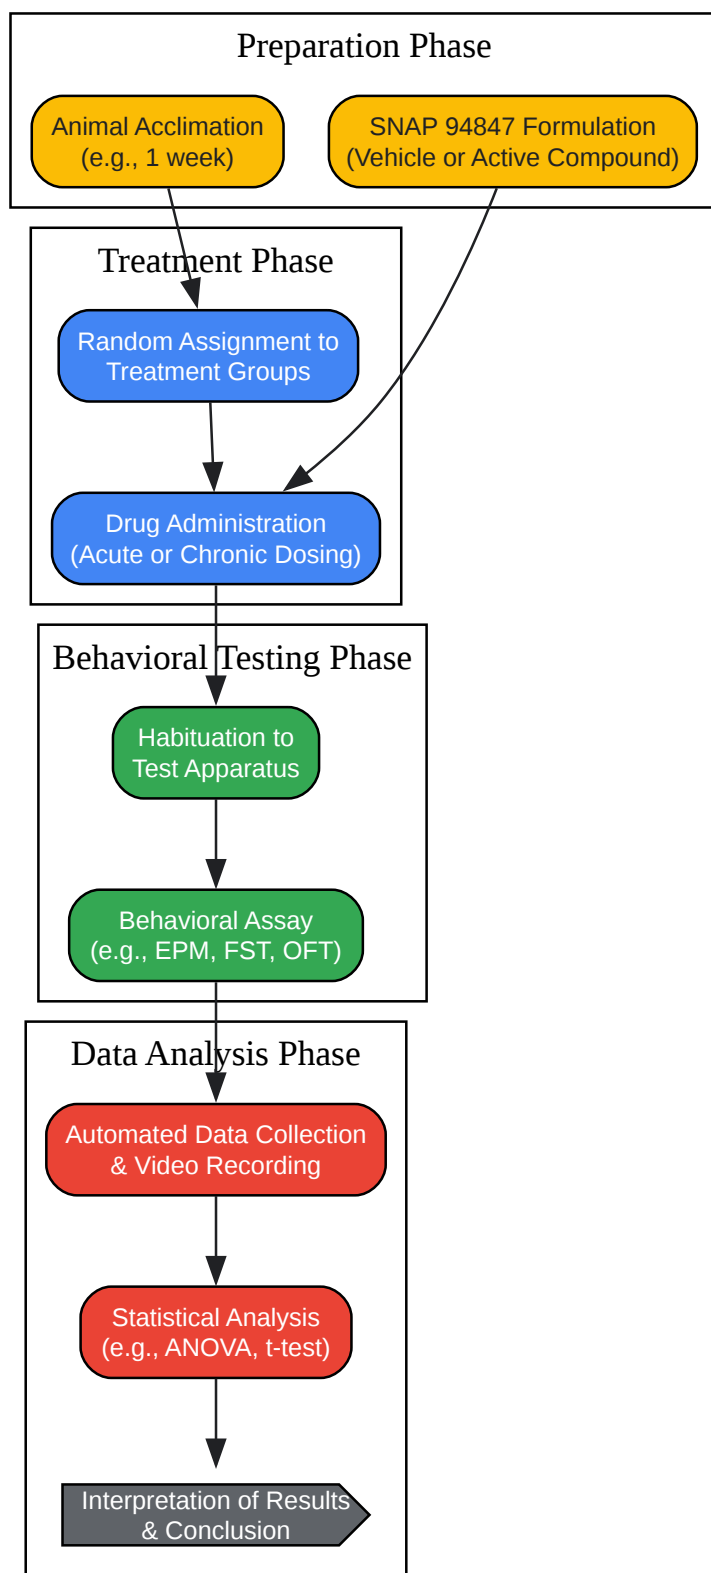 Preparation Phase
Animal Acclimation
(e.g., 1 week)
SNAP 94847 Formulation
(Vehicle or Active Compound)
Treatment Phase
Random Assignment to
Treatment Groups
Drug Administration
(Acute or Chronic Dosing)
Behavioral Testing Phase
Habituation to
Test Apparatus
Behavioral Assay
(e.g., EPM, FST, OFT)
Data Analysis Phase
Automated Data Collection
& Video Recording
Statistical Analysis
(e.g., ANOVA, t-test)
Interpretation of Results
& Conclusion